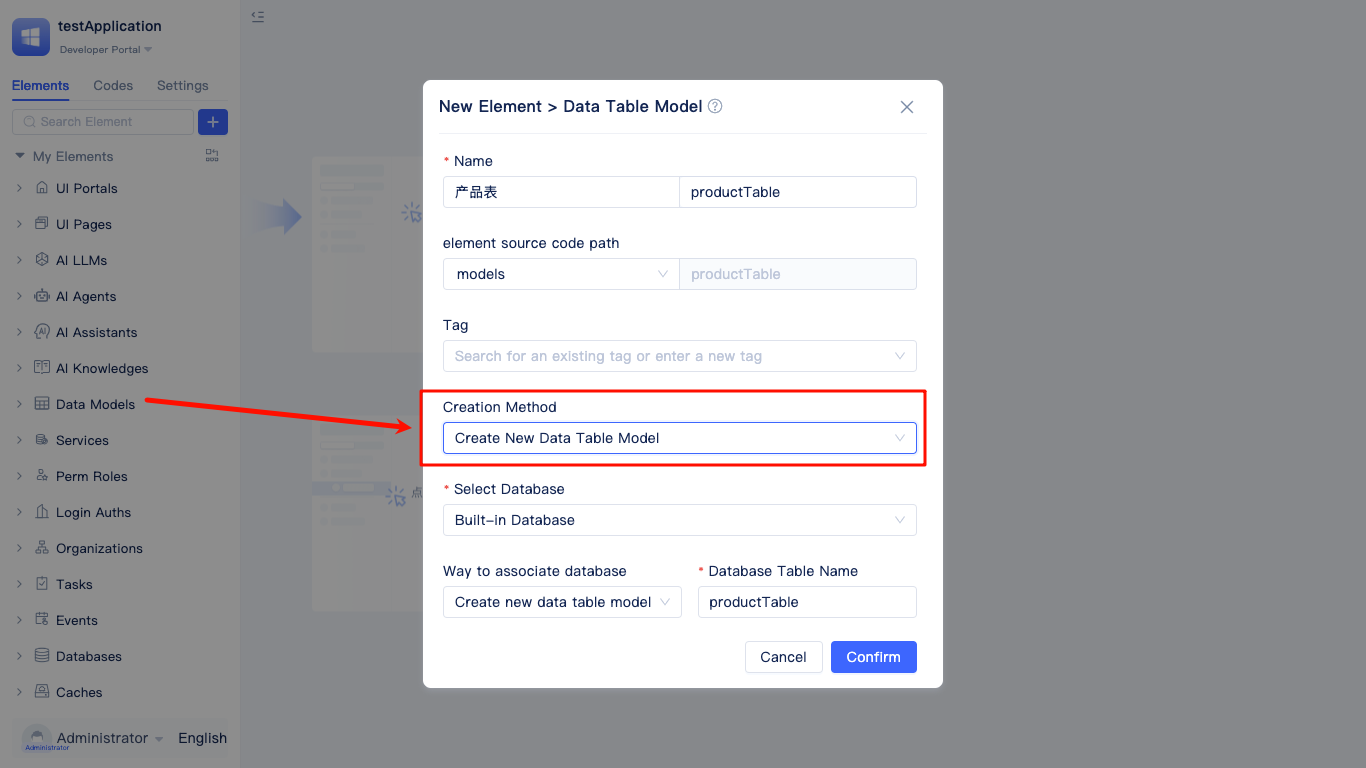 testApplication
Developer Portal
Elements Codes Settings
Search Element
My Elements
UI Portals
UI Pages
AI LLMs
AI Agents
AI Assistants
AI Knowledges
Data Models
Services
Perm Roles
Login Auths
Organizations
Tasks
Events
Databases
Caches
Administrator
Administrator
English
点
New Element > Data Table Model
* Name
产品表 productTable
element source code path
models productTable
Tag
Search for an existing tag or enter a new tag
Creation Method
Create New Data Table Model
* Select Database
Built-in Database
Way to associate database * Database Table Name
Create new data table model productTable
Cancel Confirm